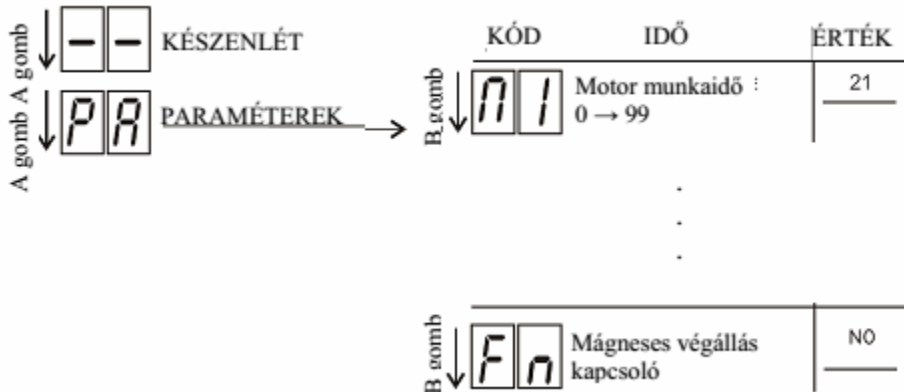 A gomb
-- KÉSZENLÉT
A gomb
PA PARAMÉTEREK
KÓD IDŐ ÉRTÉK
B gomb
M1 Motor munkaidő : 21
0 → 99
.
.
.
B gomb
Fn Mágneses végállás NO
kapcsoló